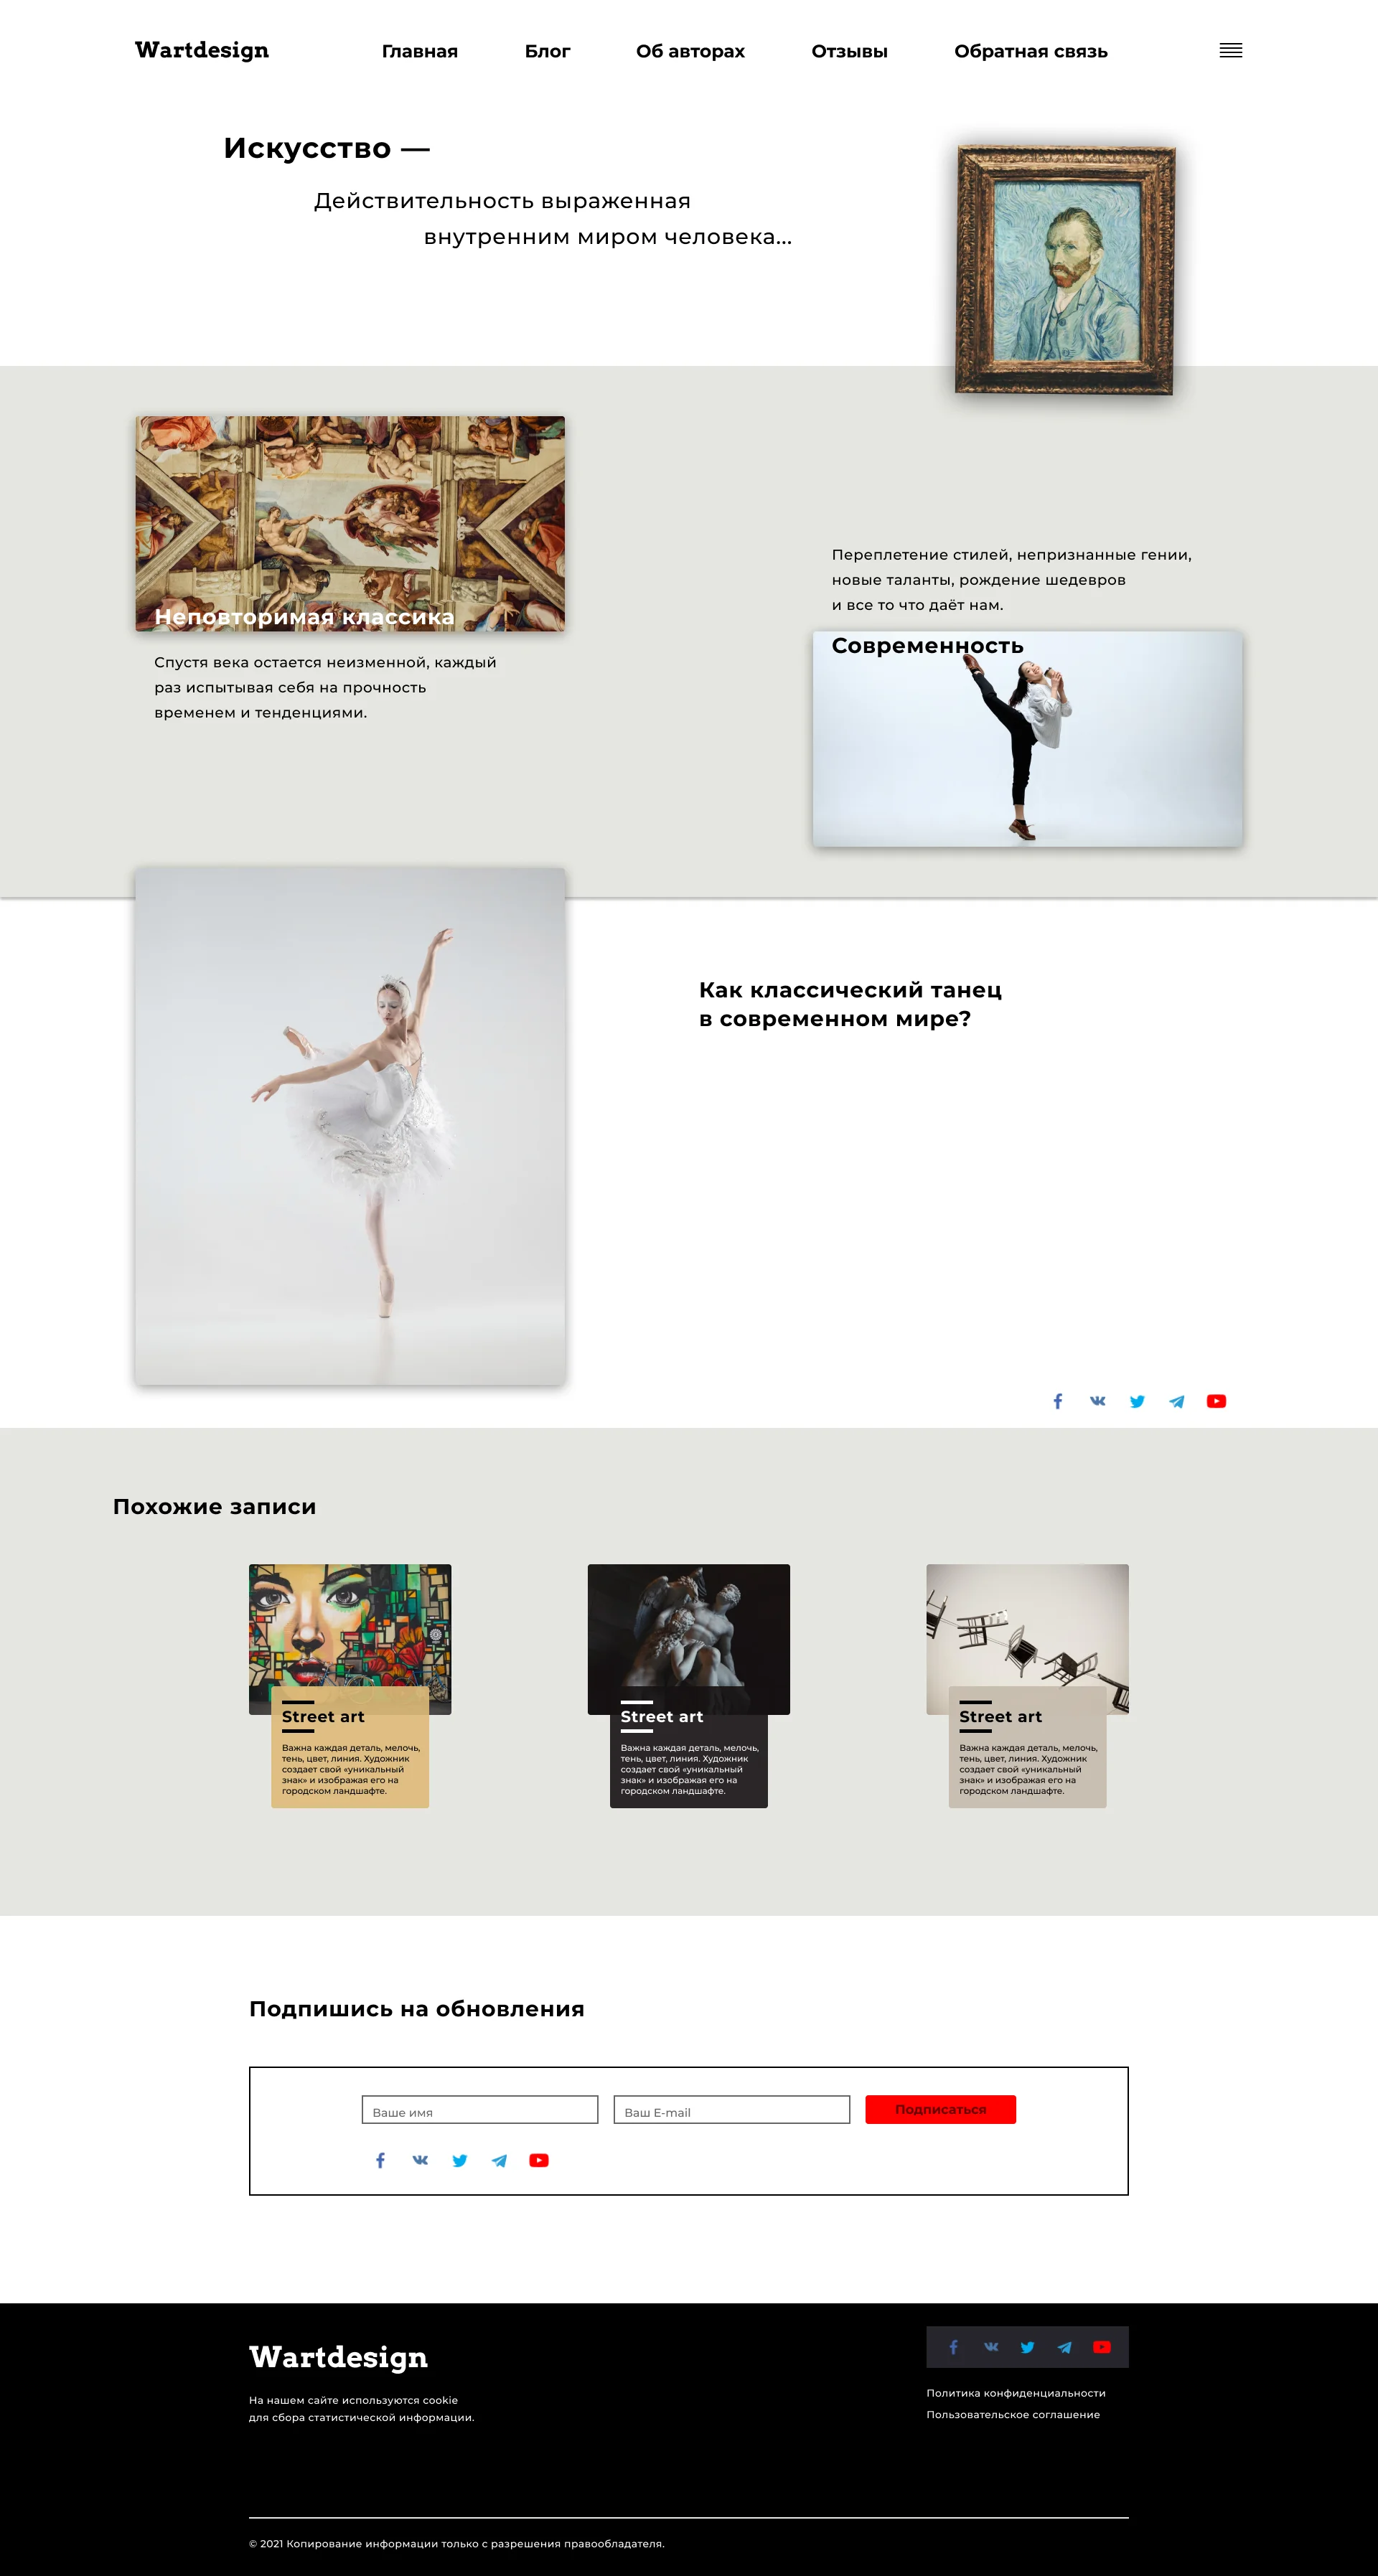 Wartdesign
Главная
Блог
Об авторах
Отзывы
Обратная связь
Искусство —
Действительность выраженная
внутренним миром человека...
Неповторимая классика
Спустя века остается неизменной, каждый
раз испытывая себя на прочность
временем и тенденциями.
Переплетение стилей, непризнанные гении,
новые таланты, рождение шедевров
и все то что даёт нам.
Современность
Как классический танец
в современном мире?
Похожие записи
Street art
Важна каждая деталь, мелочь,
тень, цвет, линия. Художник
создает свой «уникальный
знак» и изображая его на
городском ландшафте.
Street art
Важна каждая деталь, мелочь,
тень, цвет, линия. Художник
создает свой «уникальный
знак» и изображая его на
городском ландшафте.
Street art
Важна каждая деталь, мелочь,
тень, цвет, линия. Художник
создает свой «уникальный
знак» и изображая его на
городском ландшафте.
Подпишись на обновления
Ваше имя
Ваш E-mail
Подписаться
Wartdesign
На нашем сайте используются cookie
для сбора статистической информации.
Политика конфиденциальности
Пользовательское соглашение
© 2021 Копирование информации только с разрешения правообладателя.